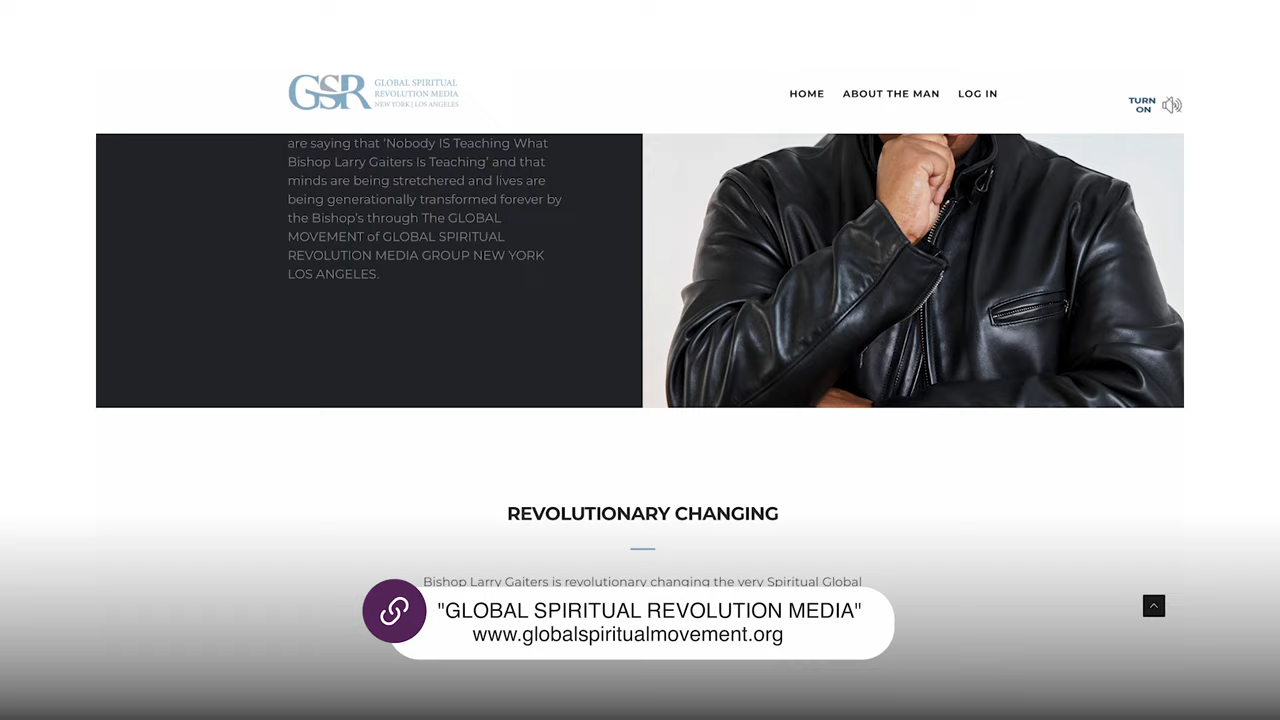 GSR
GLOBAL SPIRITUAL
REVOLUTION MEDIA
NEW YORK | LOS ANGELES
HOME ABOUT THE MAN LOG IN
TURN
ON
are saying that ‘Nobody IS Teaching What
Bishop Larry Gaiters Is Teaching’ and that
minds are being stretchered and lives are
being generationally transformed forever by
the Bishop's through The GLOBAL
MOVEMENT of GLOBAL SPIRITUAL
REVOLUTION MEDIA GROUP NEW YORK
LOS ANGELES.
REVOLUTIONARY CHANGING
Bishop Larry Gaiters is revolutionary changing the very Spiritual Global
"GLOBAL SPIRITUAL REVOLUTION MEDIA"
www.globalspiritualmovement.org